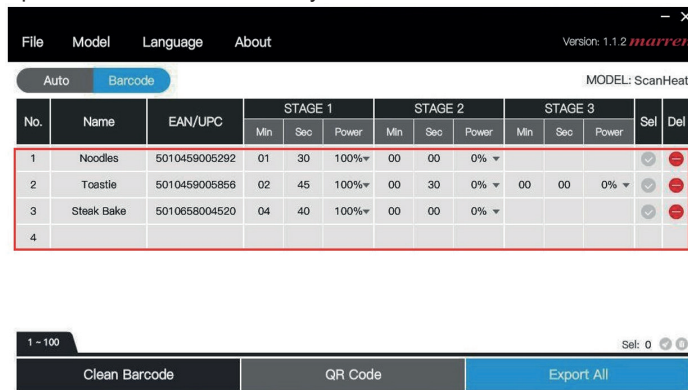 File Model Language About Version: 1.1.2 marren
Auto Barcode MODEL: ScanHeat
No. Name EAN/UPC STAGE 1 STAGE 2 STAGE 3 Sel Del
Min Sec Power Min Sec Power Min Sec Power
1 Noodles 5010459005292 01 30 100% 00 00 0%
2 Toastie 5010459005856 02 45 100% 00 30 0% 00 00 0%
3 Steak Bake 5010658004520 04 40 100% 00 00 0%
4
1 ~ 100 Sel: 0
Clean Barcode QR Code Export All